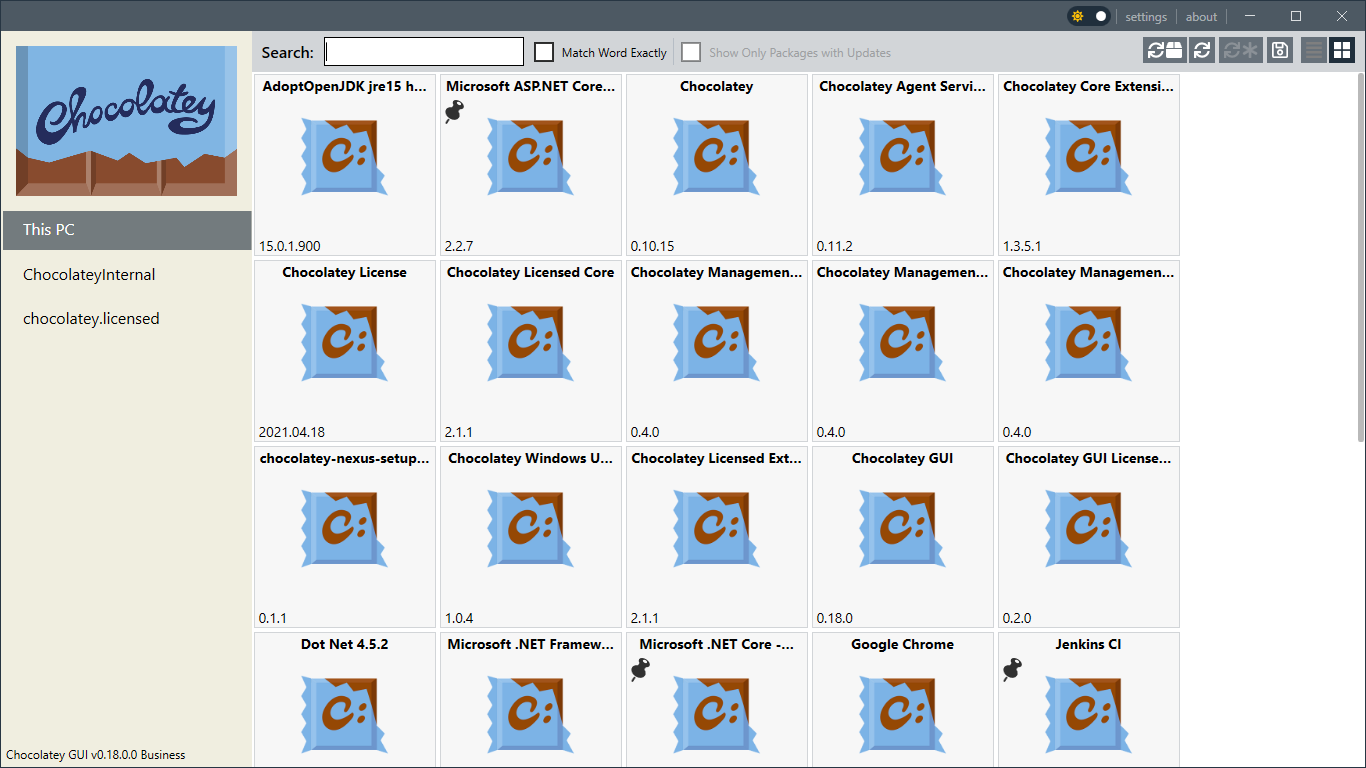 settings
about
Chocolatey
This PC
ChocolateyInternal
chocolatey.licensed
Chocolatey GUI v0.18.0.0 Business
Search:
Match Word Exactly
Show Only Packages with Updates
AdoptOpenJDK jre15 h...
C:
15.0.1.900
Microsoft ASP.NET Core...
C:
2.2.7
Chocolatey
C:
0.10.15
Chocolatey Agent Servi...
C:
0.11.2
Chocolatey Core Extensi...
C:
1.3.5.1
Chocolatey License
C:
2021.04.18
Chocolatey Licensed Core
C:
2.1.1
Chocolatey Managemen...
C:
0.4.0
Chocolatey Managemen...
C:
0.4.0
Chocolatey Managemen...
C:
0.4.0
chocolatey-nexus-setup...
C:
0.1.1
Chocolatey Windows U...
C:
1.0.4
Chocolatey Licensed Ext...
C:
2.1.1
Chocolatey GUI
C:
0.18.0
Chocolatey GUI License...
C:
0.2.0
Dot Net 4.5.2
C:
Microsoft .NET Framew...
C:
Microsoft .NET Core -...
C:
Google Chrome
C:
Jenkins CI
C: